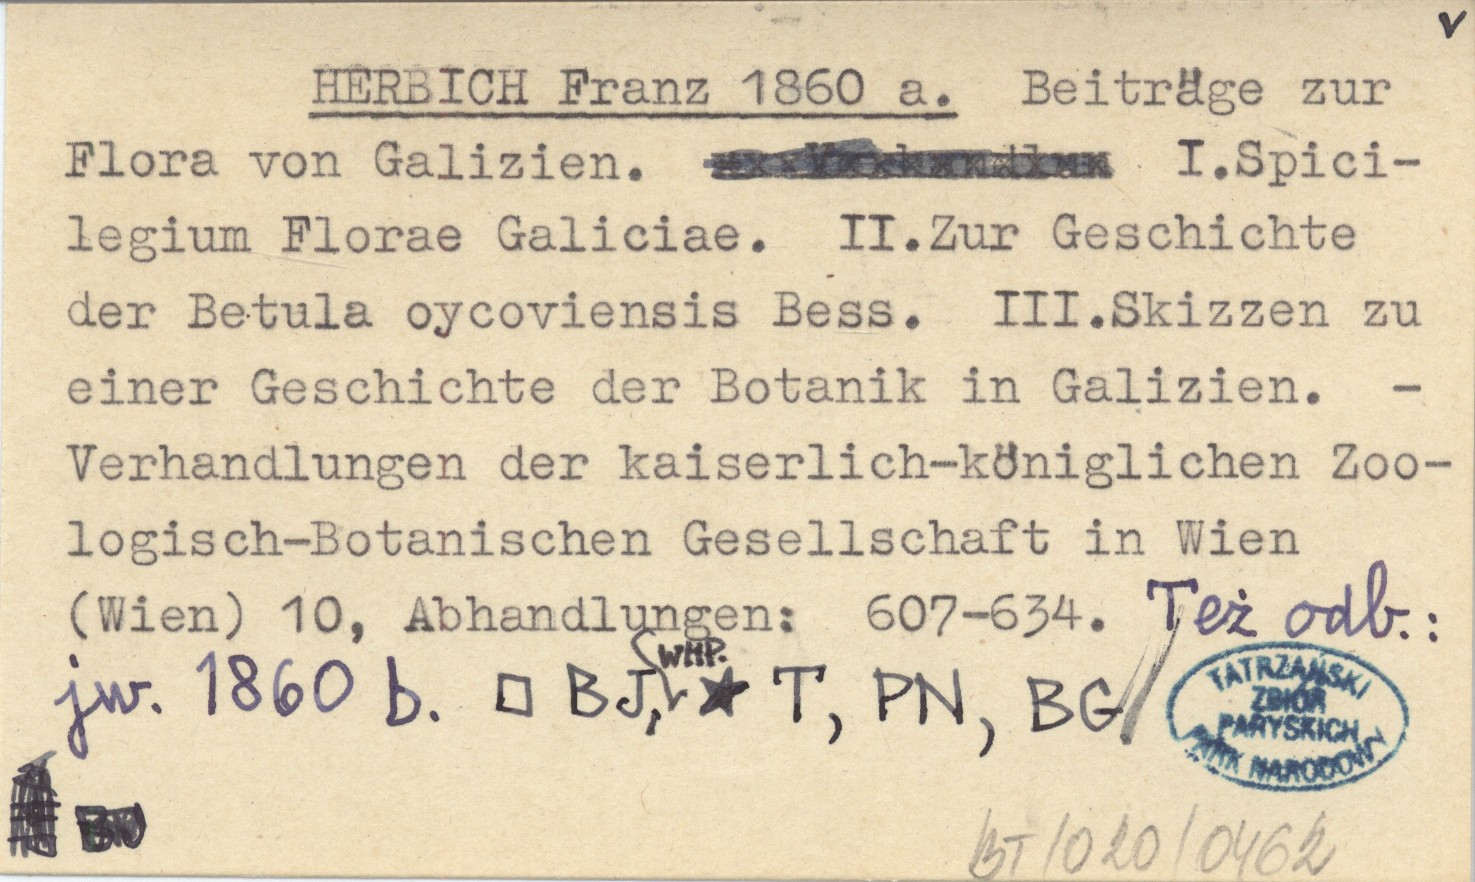 v
HERBICH Franz 1860 a. Beiträge zur
Flora von Galizien. I.Spici-
legium Florae Galiciae. II.Zur Geschichte
der Betula oycoviensis Bess. III.Skizzen zu
einer Geschichte der Botanik in Galizien. -
Verhandlungen der kaiserlich-königlichen Zoo-
logisch-Botanischen Gesellschaft in Wien
(Wien) 10, Abhandlungen: 607-634. Też odb.:
WMP.
jw. 1860 b. □ BJ, ★ T, PN, BG
TATRZAŃSKI
ZBIÓR
PARYSKICH
PARK NARODOWY
BT/020/0462